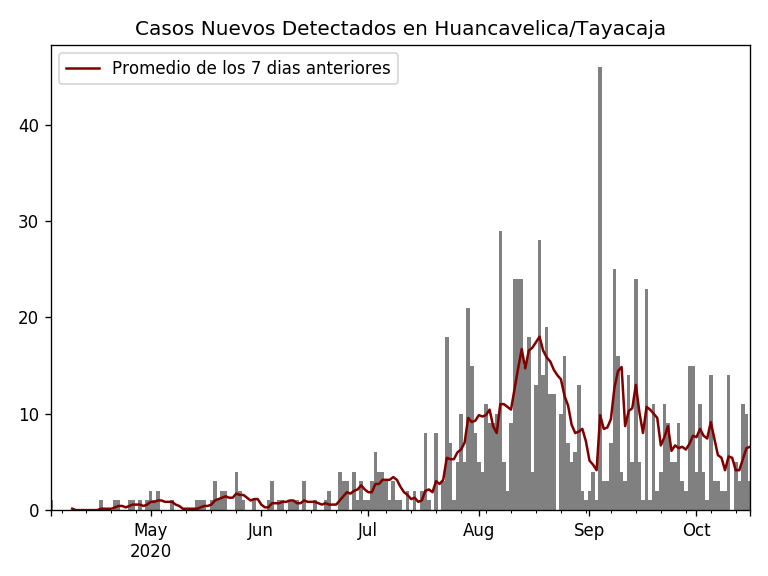 Casos Nuevos Detectados en Huancavelica/Tayacaja
Promedio de los 7 dias anteriores
40
30
20
10
0
May Jun Jul Aug Sep Oct
2020